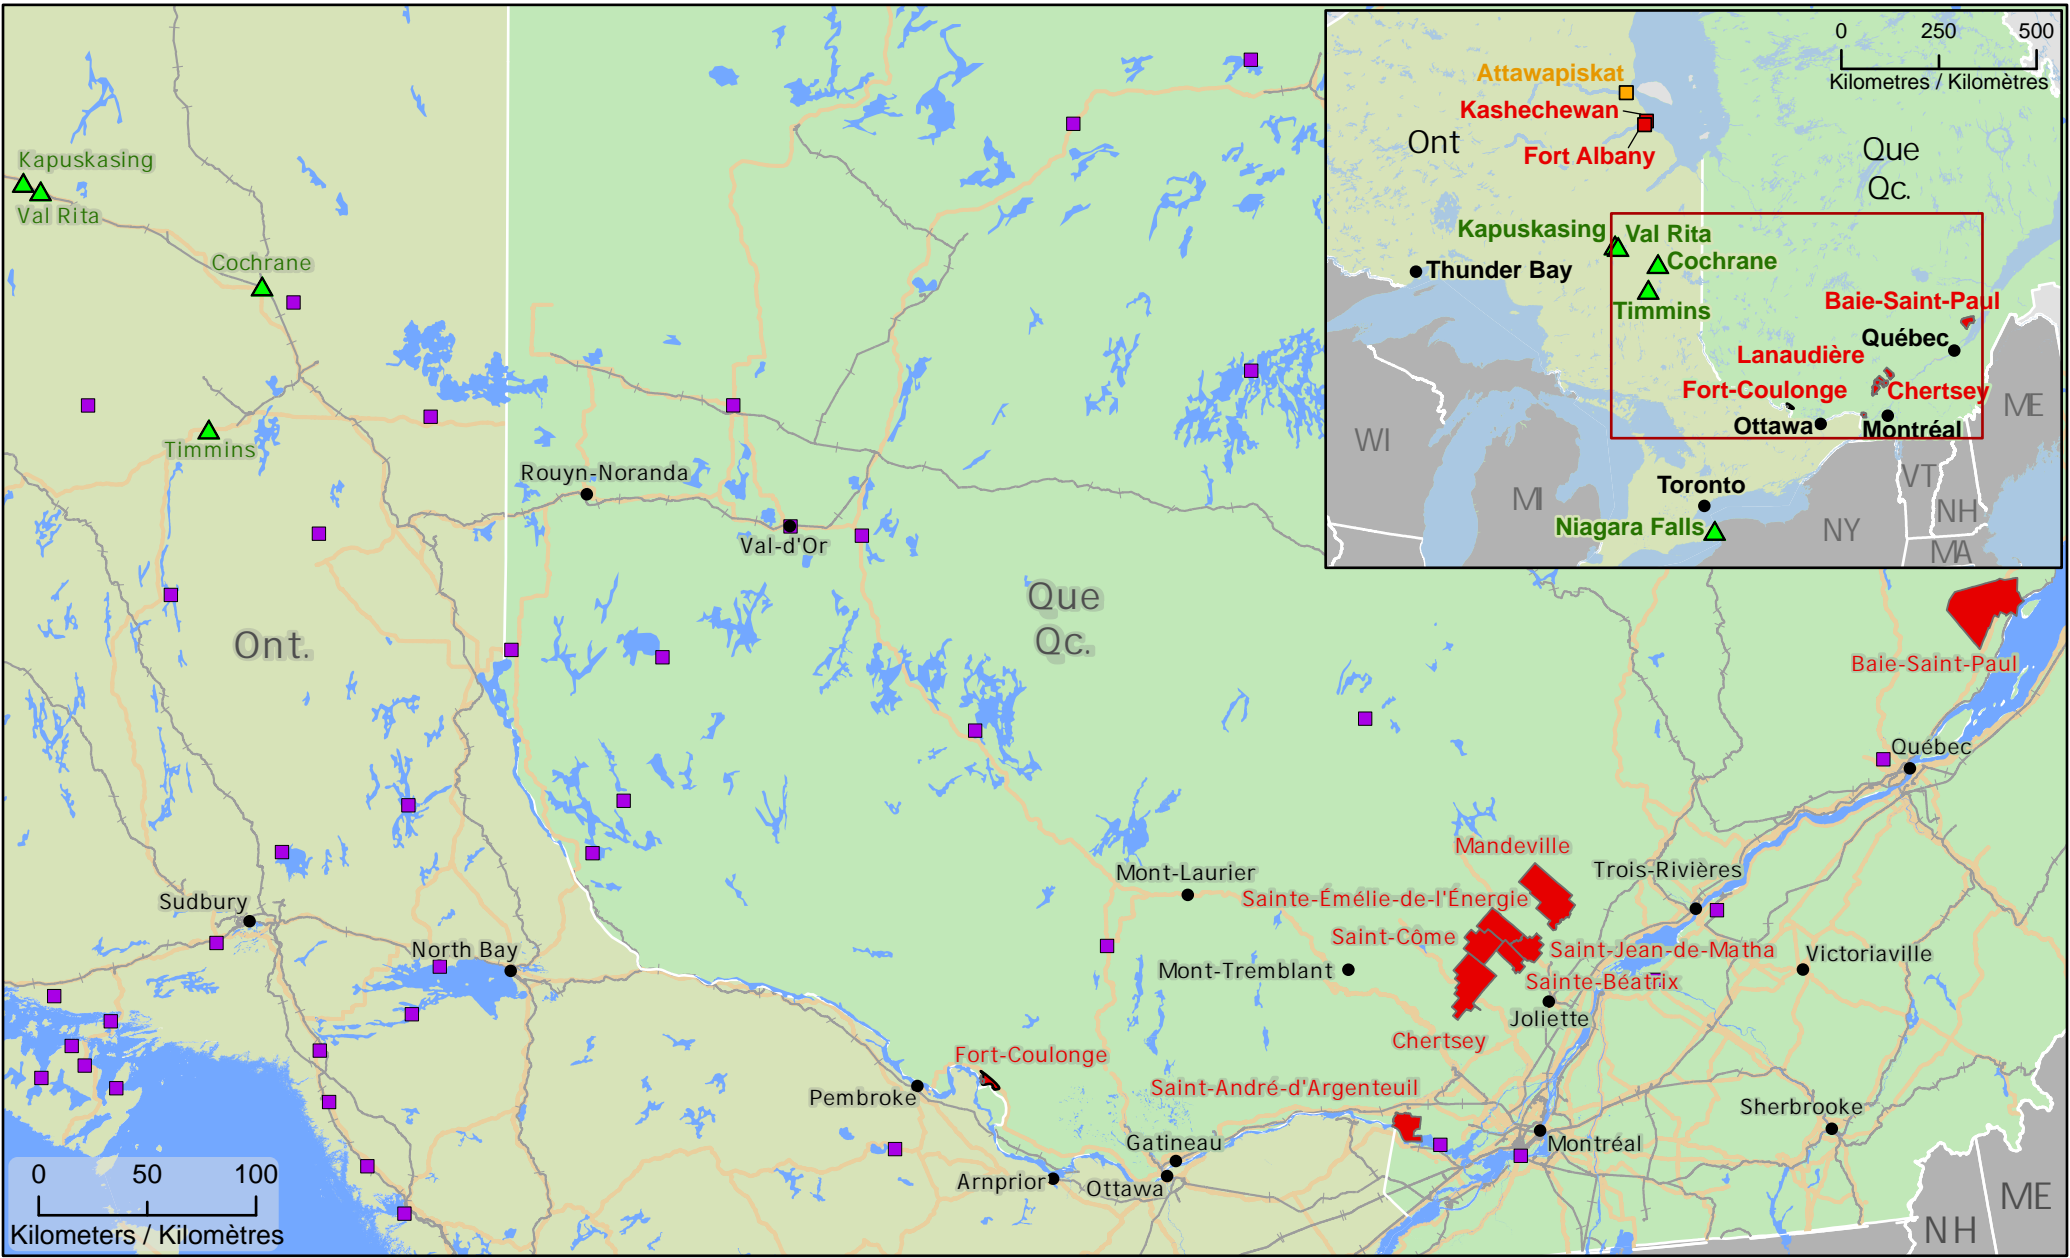 Kapuskasing
Val Rita
Cochrane
Timmins
Rouyn-Noranda
Val-d'Or
Ont.
Que
Qc.
Baie-Saint-Paul
Québec
Mandeville
Mont-Laurier
Trois-Rivières
Sainte-Émélie-de-l'Énergie
Sudbury
Saint-Côme
North Bay
Saint-Jean-de-Matha
Victoriaville
Mont-Tremblant
Sainte-Béatrix
Joliette
Chertsey
Fort-Coulonge
Saint-André-d'Argenteuil
Pembroke
Sherbrooke
Gatineau
Montréal
Arnprior
Ottawa
ME
NH
0 50 100
Kilometers / Kilomètres
0 250 500
Kilometres / Kilomètres
Attawapiskat
Kashechewan
Ont
Fort Albany
Que
Qc.
Kapuskasing
Val Rita
Cochrane
Thunder Bay
Timmins
Baie-Saint-Paul
Québec
Lanaudière
Fort-Coulonge
Chertsey
ME
Ottawa
Montréal
WI
VT
Toronto
MI
NH
Niagara Falls
NY
MA